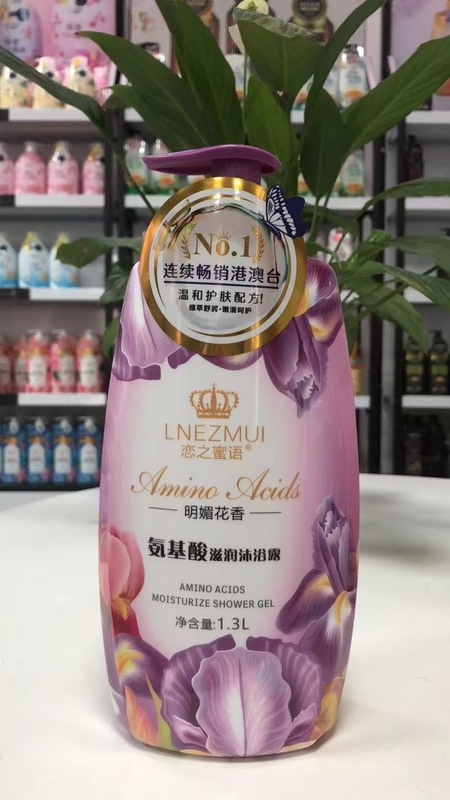 No.1
连续畅销港澳台
温和护肤配方!
植萃舒润·嫩滑呵护
LNEZMUI
恋之蜜语®
Amino Acids
明媚花香
氨基酸滋润沐浴露
AMINO ACIDS
MOISTURIZE SHOWER GEL
净含量:1.3L